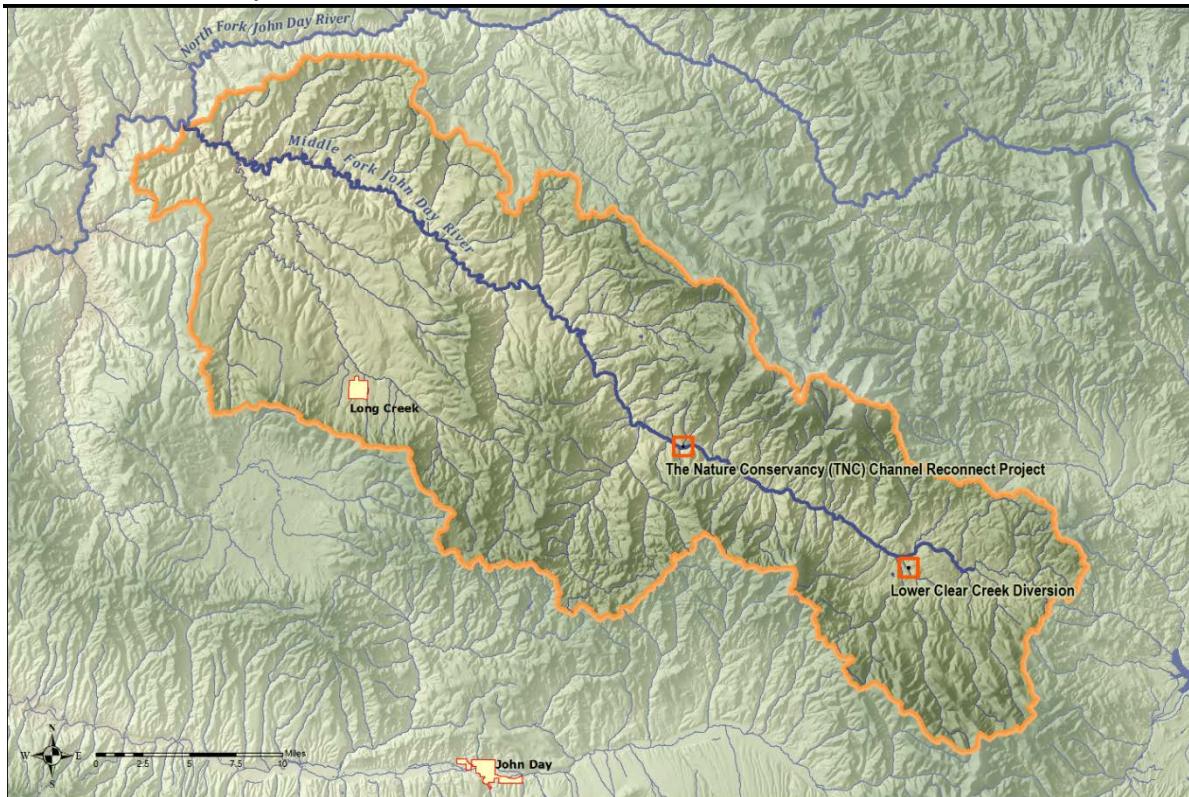 North Fork John Day River
Middle Fork John Day River
Long Creek
The Nature Conservancy (TNC) Channel Reconnect Project
Lower Clear Creek Diversion
N
W E
S
Miles
0 2.5 5 7.5 10
John Day